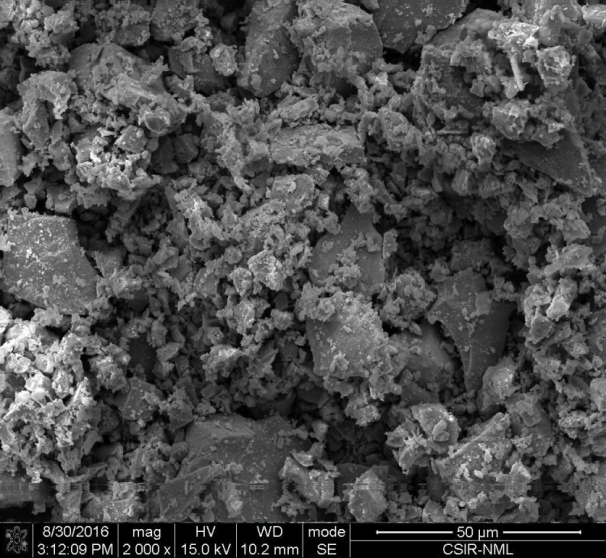 8/30/2016 mag HV WD mode 50 µm
3:12:09 PM 2 000 x 15.0 kV 10.2 mm SE CSIR-NML